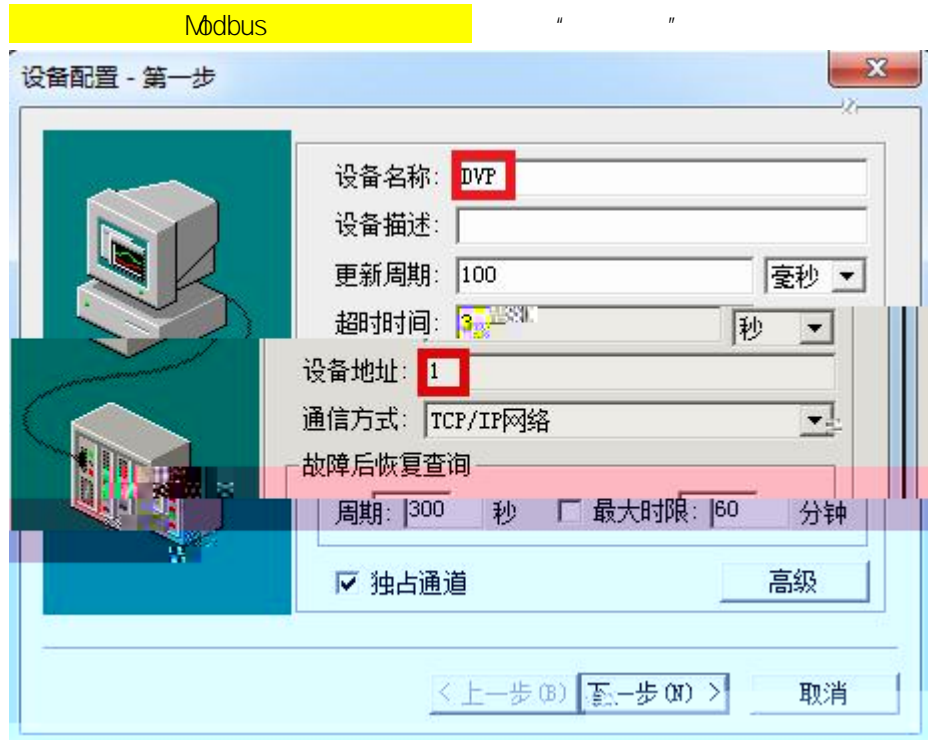 Modbus
“ ”
设备配置 - 第一步
设备名称: DVP
设备描述:
更新周期: 100 毫秒
超时时间: 3 秒
设备地址: 1
通信方式: TCP/IP网络
故障后恢复查询
周期: 300 秒 最大时限: 60 分钟
独占通道 高级
< 上一步(B) 下一步(N) > 取消